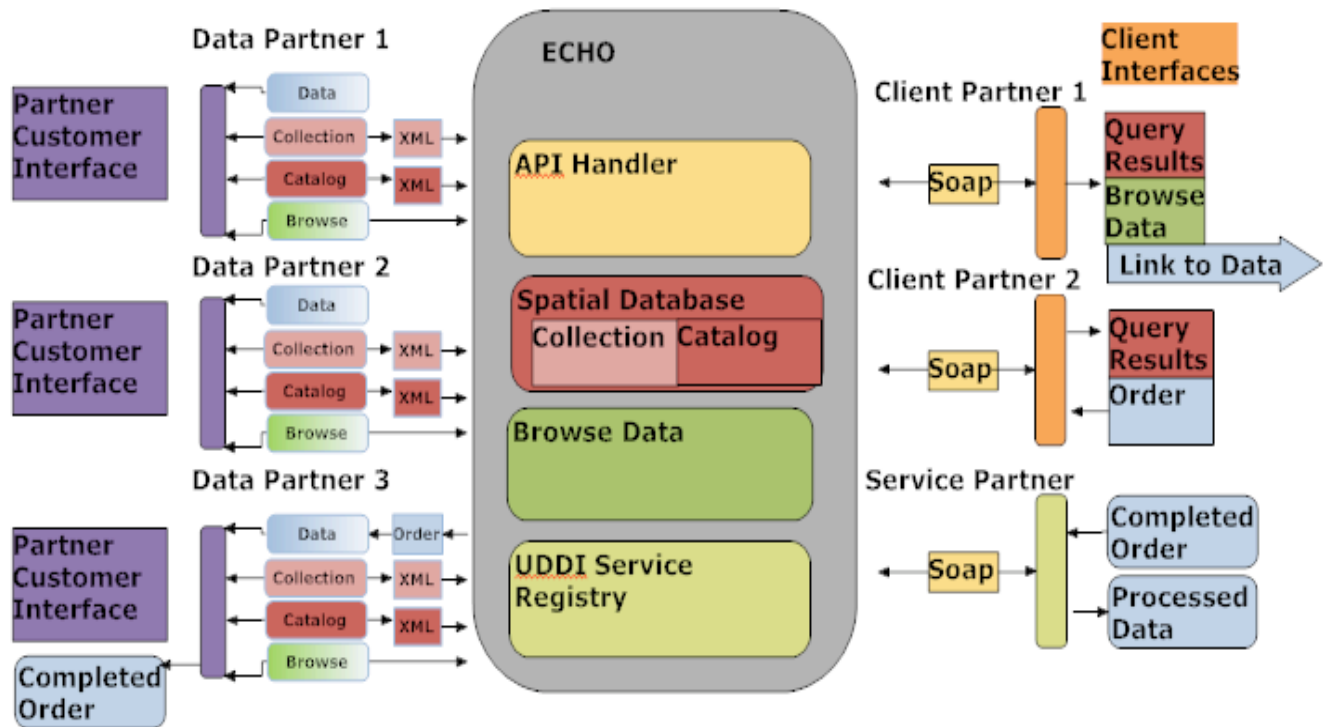 Data Partner 1
Partner
Customer
Interface
Data
Collection
XML
Catalog
XML
Browse
Data Partner 2
Partner
Customer
Interface
Data
Collection
XML
Catalog
XML
Browse
Data Partner 3
Partner
Customer
Interface
Data
Order
Collection
XML
Catalog
XML
Browse
Completed
Order
ECHO
API Handler
Spatial Database
Collection
Catalog
Browse Data
UDDI Service
Registry
Client
Interfaces
Client Partner 1
Soap
Query
Results
Browse
Data
Link to Data
Client Partner 2
Soap
Query
Results
Order
Service Partner
Soap
Completed
Order
Processed
Data